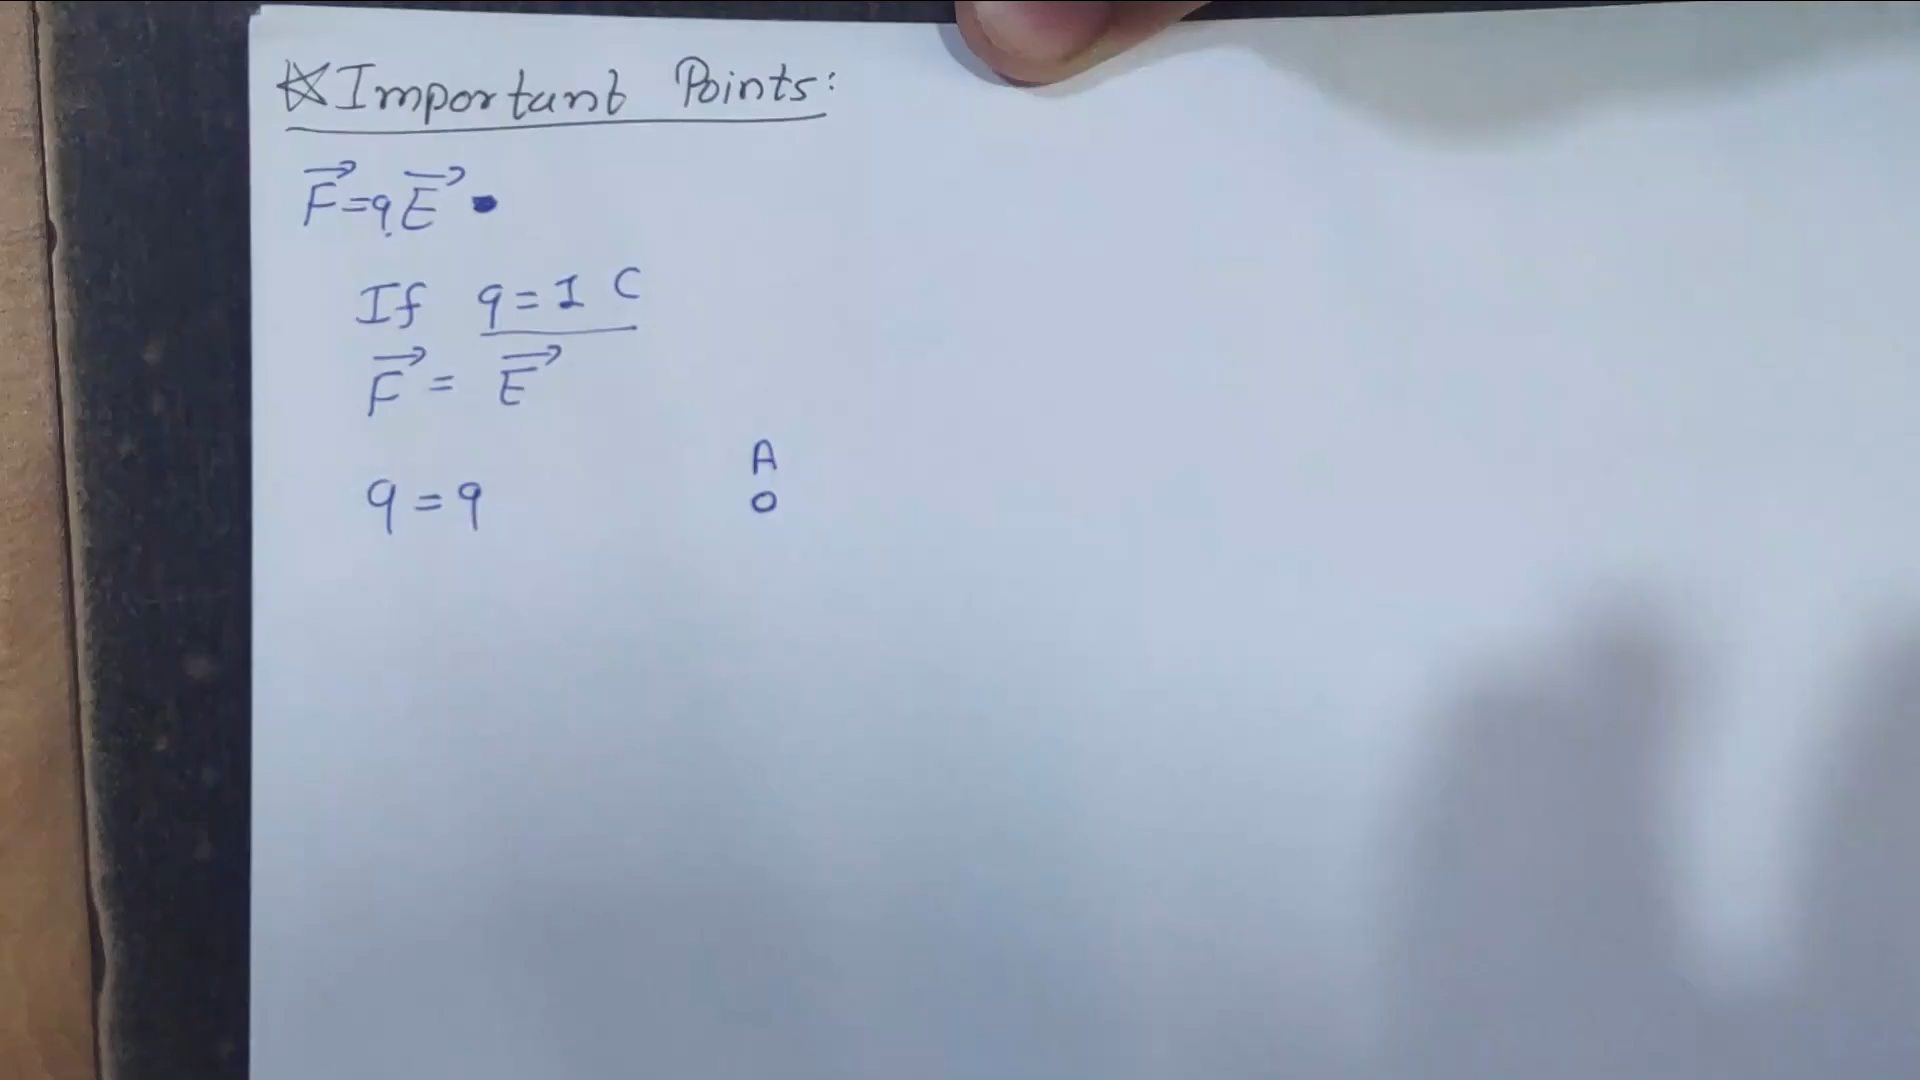 ☆Important Points:
F⃗=qE⃗
If q=1 C
F⃗ = E⃗
A
q = q O